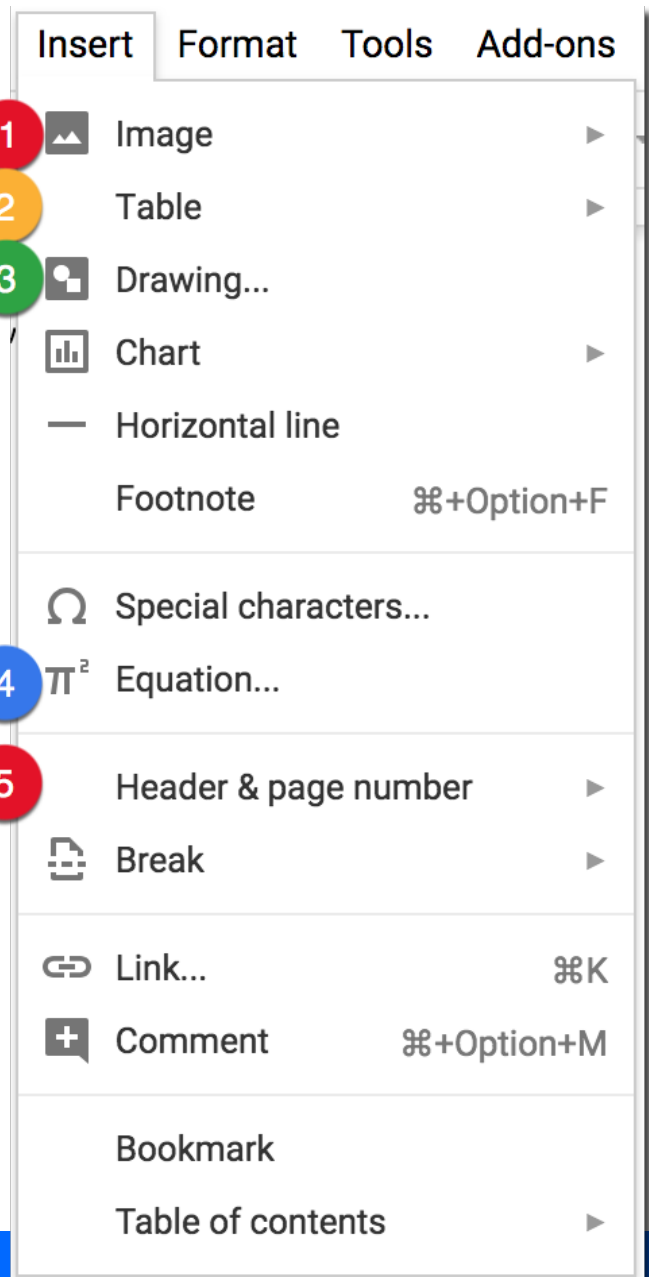 Insert Format Tools Add-ons
1 Image
2 Table
3 Drawing...
Chart
Horizontal line
Footnote ⌘+Option+F
Ω Special characters...
4 π² Equation...
5 Header & page number
Break
Link... ⌘K
Comment ⌘+Option+M
Bookmark
Table of contents